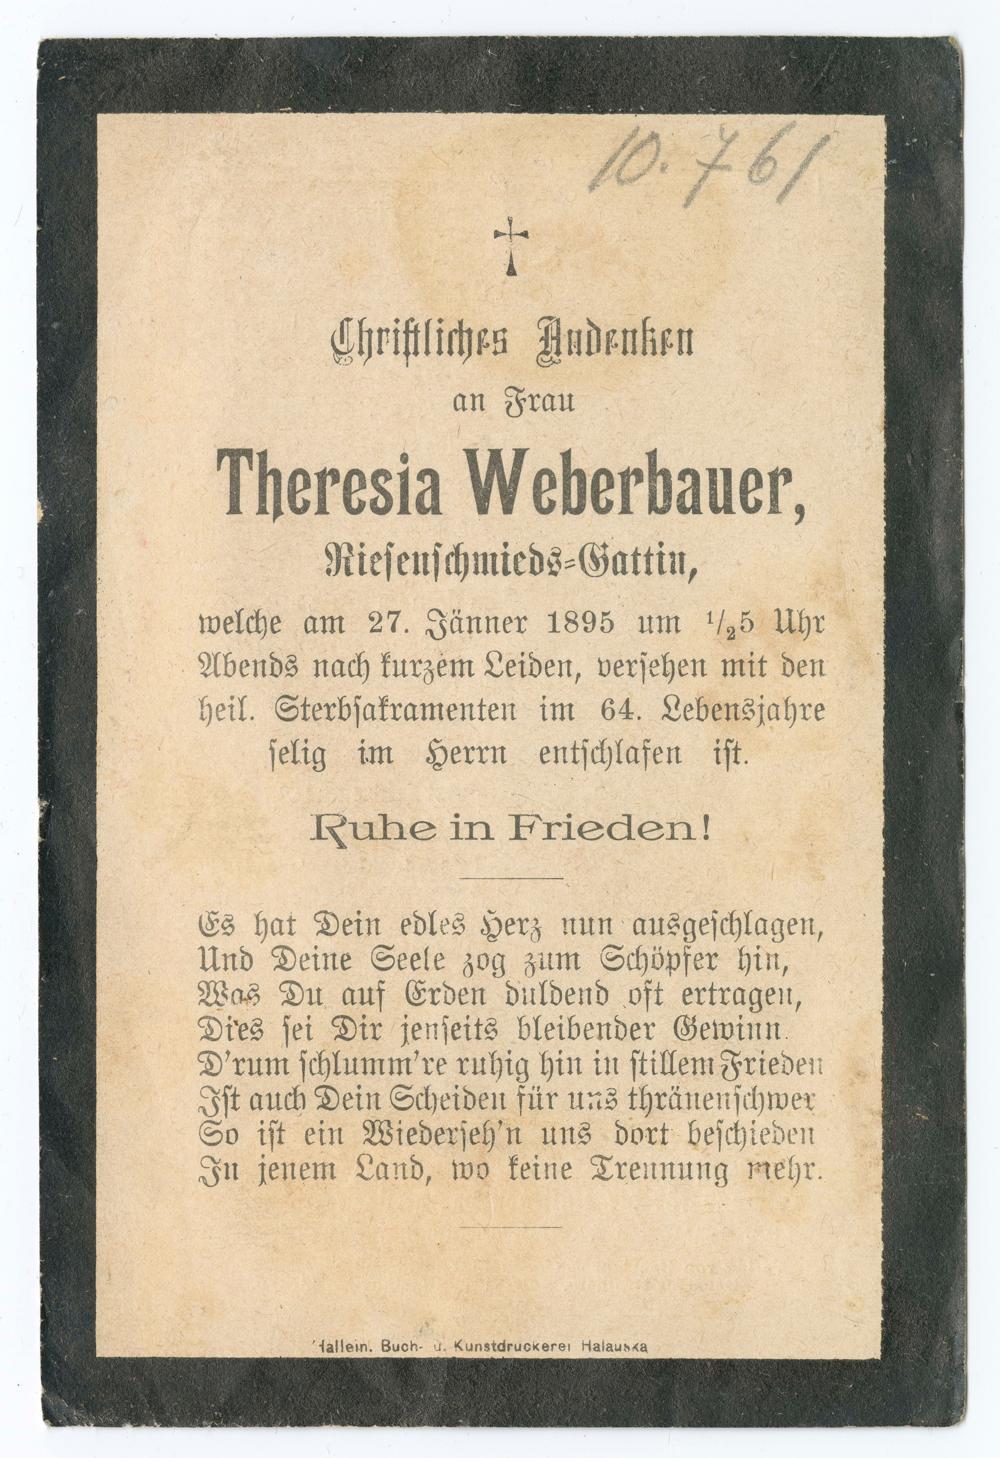 10.761
Christliches Andenken
an Frau
Theresia Weberbauer,
Riesenschmieds=Gattin,
welche am 27. Jänner 1895 um 1/2 5 Uhr
Abends nach kurzem Leiden, versehen mit den
heil. Sterbsakramenten im 64. Lebensjahre
selig im Herrn entschlafen ist.
Ruhe in Frieden!
Es hat Dein edles Herz nun ausgeschlagen,
Und Deine Seele zog zum Schöpfer hin,
Was Du auf Erden duldend oft ertragen,
Dies sei Dir jenseits bleibender Gewinn.
D'rum schlumm're ruhig hin in stillem Frieden
Ist auch Dein Scheiden für uns thränenschwer
So ist ein Wiederseh'n uns dort beschieden
In jenem Land, wo keine Trennung mehr.
Hallein. Buch- u. Kunstdruckerei Halauska